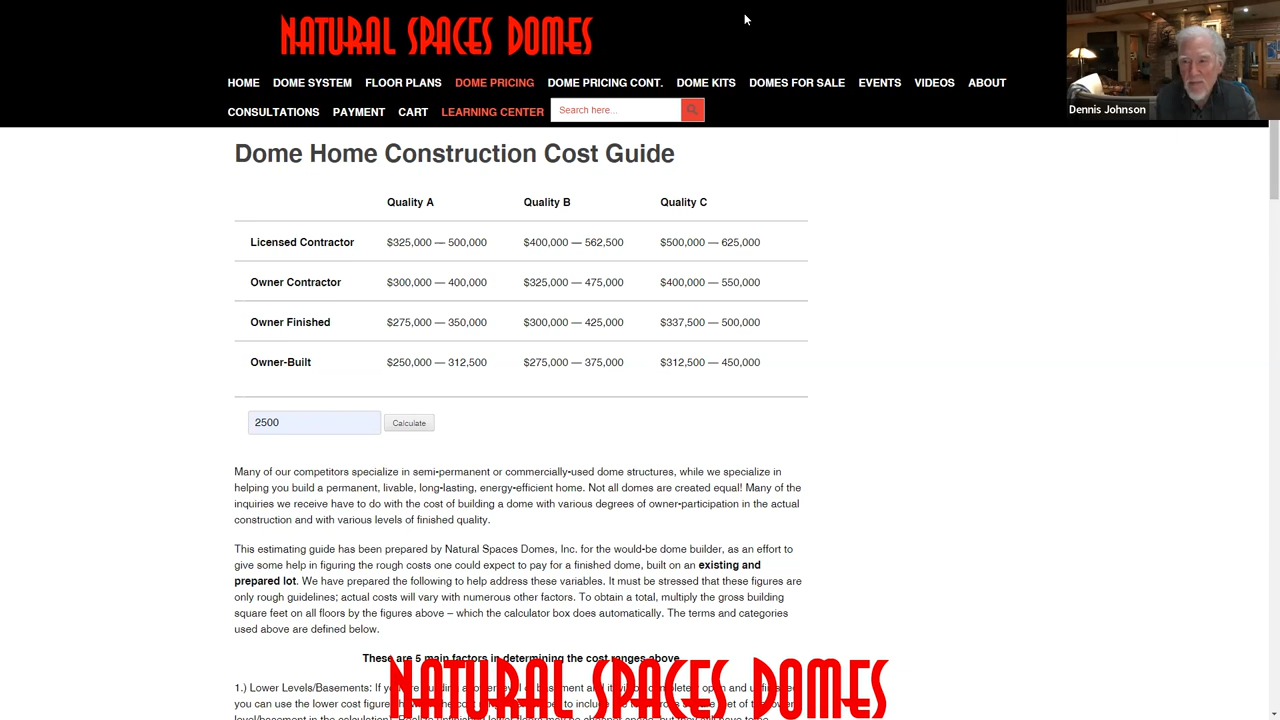 NATURAL SPACES DOMES
HOME DOME SYSTEM FLOOR PLANS DOME PRICING DOME PRICING CONT. DOME KITS DOMES FOR SALE EVENTS VIDEOS ABOUT
CONSULTATIONS PAYMENT CART LEARNING CENTER Search here...
Dennis Johnson
Dome Home Construction Cost Guide
Quality A Quality B Quality C
Licensed Contractor $325,000 — 500,000 $400,000 — 562,500 $500,000 — 625,000
Owner Contractor $300,000 — 400,000 $325,000 — 475,000 $400,000 — 550,000
Owner Finished $275,000 — 350,000 $300,000 — 425,000 $337,500 — 500,000
Owner-Built $250,000 — 312,500 $275,000 — 375,000 $312,500 — 450,000
2500 Calculate
Many of our competitors specialize in semi-permanent or commercially-used dome structures, while we specialize in
helping you build a permanent, livable, long-lasting, energy-efficient home. Not all domes are created equal! Many of the
inquiries we receive have to do with the cost of building a dome with various degrees of owner-participation in the actual
construction and with various levels of finished quality.
This estimating guide has been prepared by Natural Spaces Domes, Inc. for the would-be dome builder, as an effort to
give some help in figuring the rough costs one could expect to pay for a finished dome, built on an existing and
prepared lot. We have prepared the following to help address these variables. It must be stressed that these figures are
only rough guidelines; actual costs will vary with numerous other factors. To obtain a total, multiply the gross building
square feet on all floors by the figures above – which the calculator box does automatically. The terms and categories
used above are defined below.
These are 5 main factors in determining the cost ranges above
NATURAL SPACES DOMES
1.) Lower Levels/Basements: If
you can use the lower cost